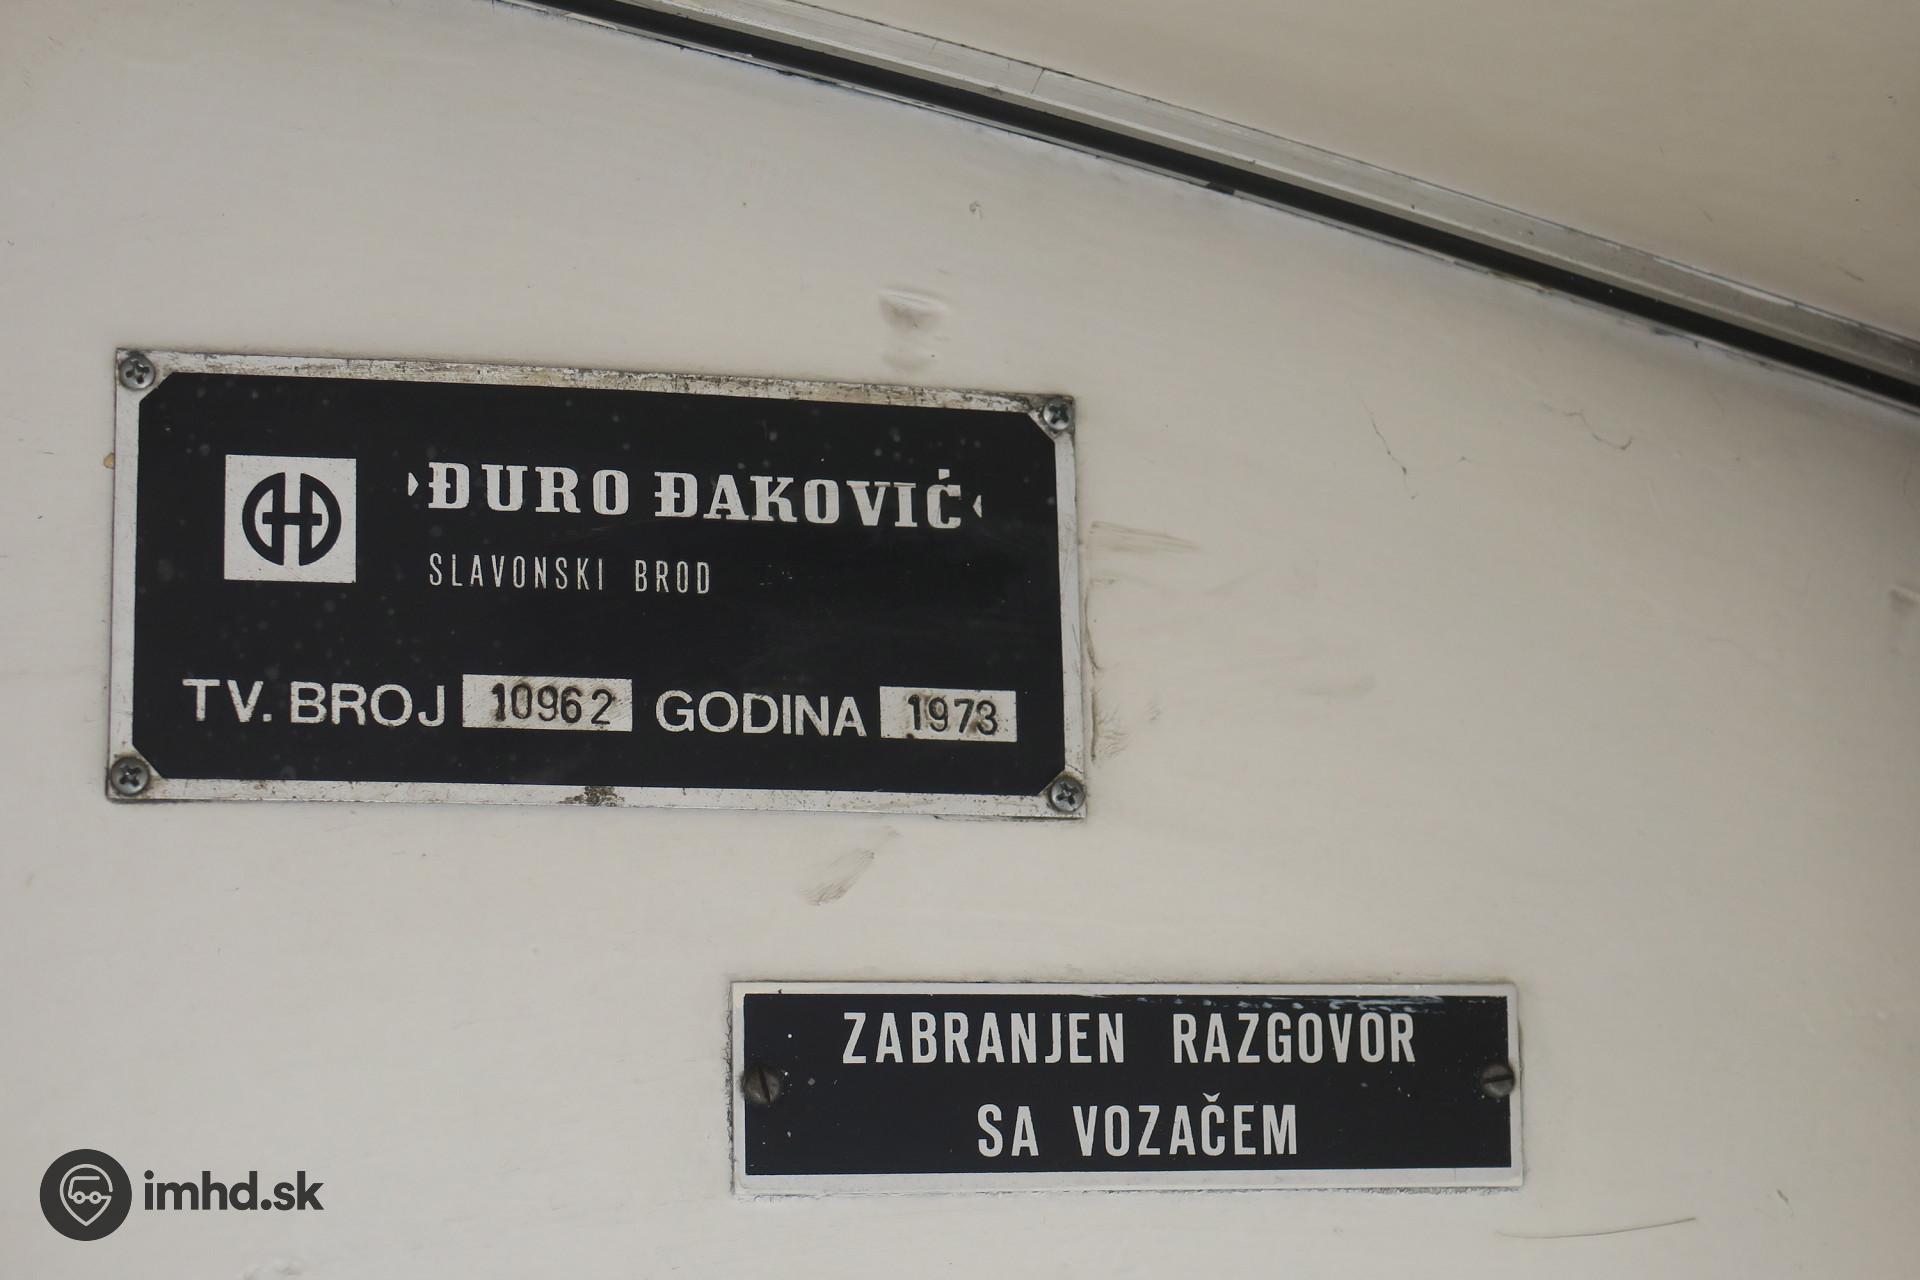 ĐURO ĐAKOVIĆ
SLAVONSKI BROD
TV. BROJ 10962 GODINA 1973
ZABRANJEN RAZGOVOR
SA VOZAČEM
imhd.sk